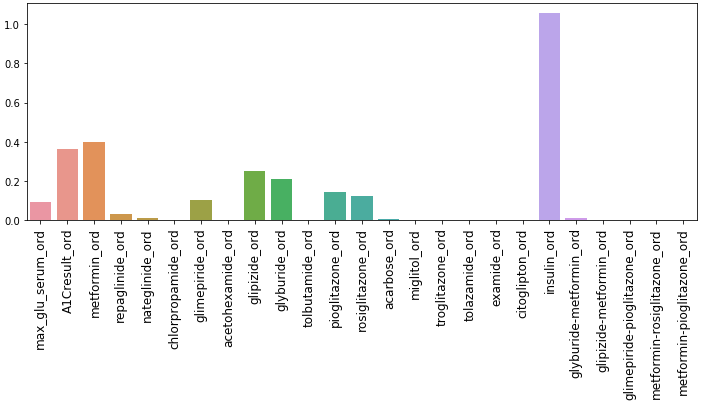 1.0
0.8
0.6
0.4
0.2
0.0
max_glu_serum_ord
A1Cresult_ord
metformin_ord
repaglinide_ord
nateglinide_ord
chlorpropamide_ord
glimepiride_ord
acetohexamide_ord
glipizide_ord
glyburide_ord
tolbutamide_ord
pioglitazone_ord
rosiglitazone_ord
acarbose_ord
miglitol_ord
troglitazone_ord
tolazamide_ord
examide_ord
citoglipton_ord
insulin_ord
glyburide-metformin_ord
glipizide-metformin_ord
glimepiride-pioglitazone_ord
metformin-rosiglitazone_ord
metformin-pioglitazone_ord